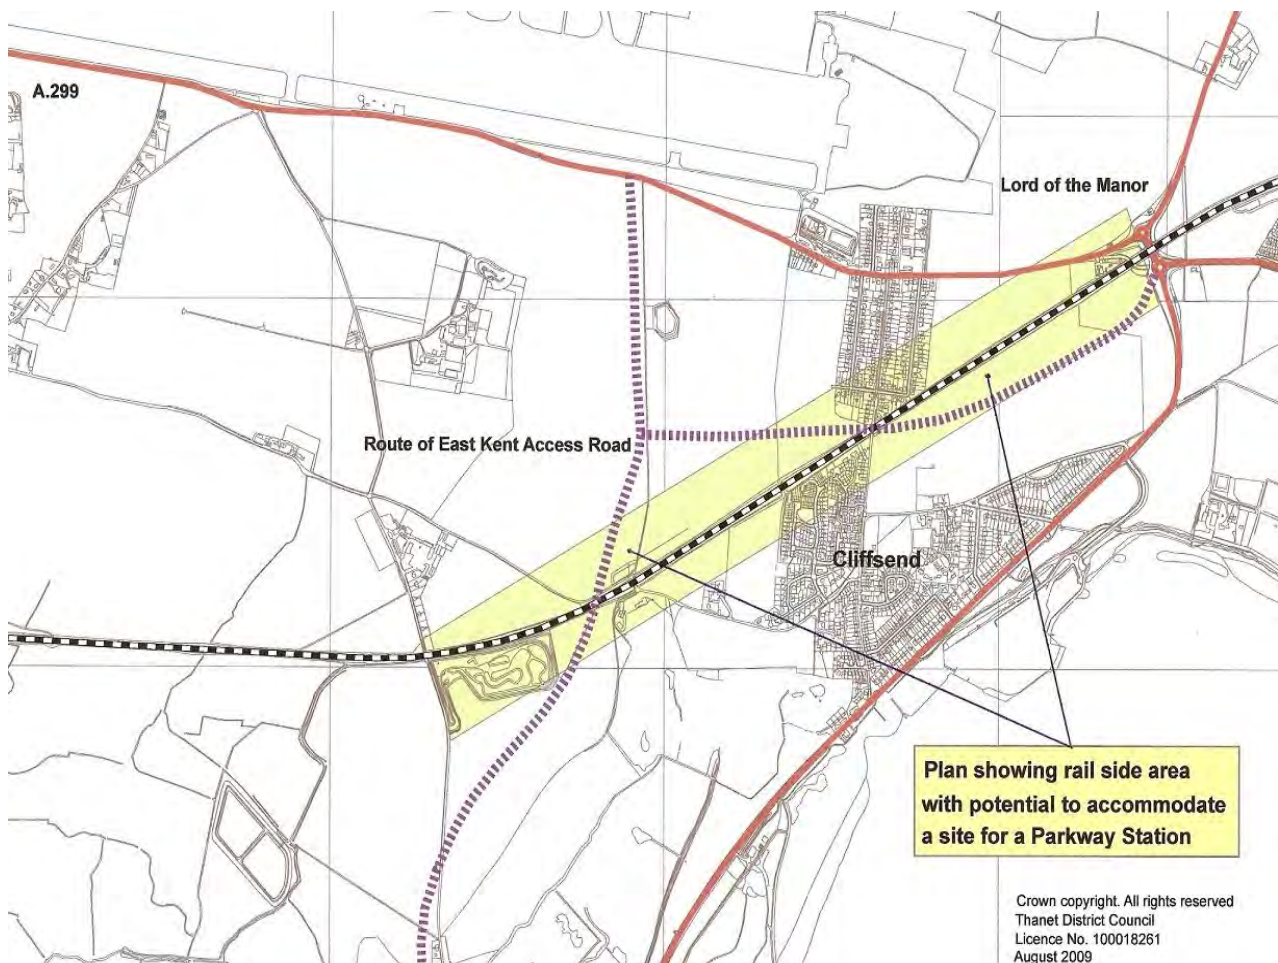 A.299
Lord of the Manor
Route of East Kent Access Road
Cliffsend
Plan showing rail side area
with potential to accommodate
a site for a Parkway Station
Crown copyright. All rights reserved
Thanet District Council
Licence No. 100018261
August 2009